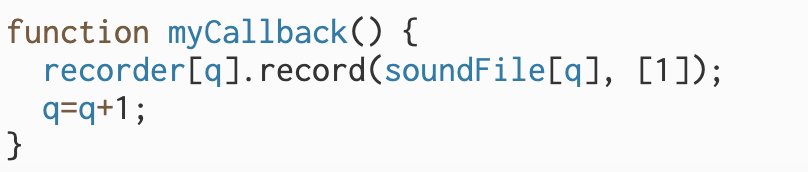 function myCallback() {
  recorder[q].record(soundFile[q], [1]);
  q=q+1;
}